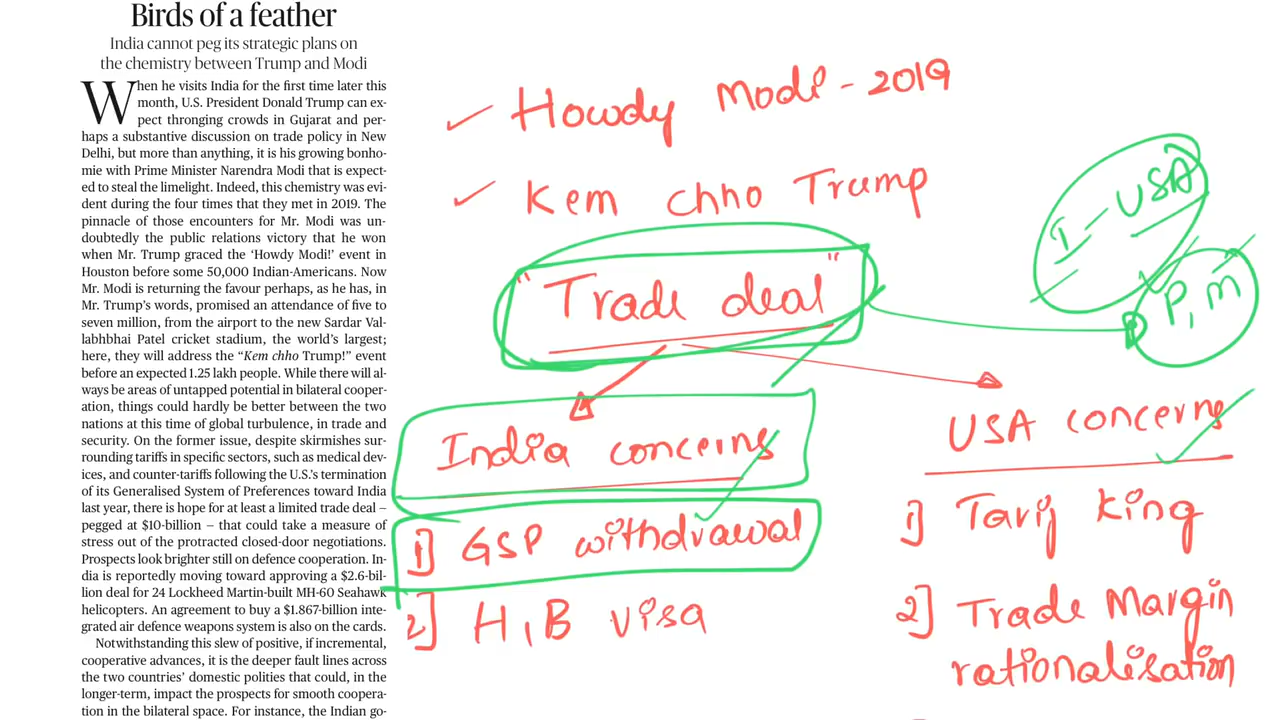 Birds of a feather
India cannot peg its strategic plans on
the chemistry between Trump and Modi
When he visits India for the first time later this
month, U.S. President Donald Trump can ex-
pect thronging crowds in Gujarat and per-
haps a substantive discussion on trade policy in New
Delhi, but more than anything, it is his growing bonho-
mie with Prime Minister Narendra Modi that is expect-
ed to steal the limelight. Indeed, this chemistry was evi-
dent during the four times that they met in 2019. The
pinnacle of those encounters for Mr. Modi was un-
doubtedly the public relations victory that he won
when Mr. Trump graced the ‘Howdy Modi!’ event in
Houston before some 50,000 Indian-Americans. Now
Mr. Modi is returning the favour perhaps, as he has, in
Mr. Trump’s words, promised an attendance of five to
seven million, from the airport to the new Sardar Val-
labhbhai Patel cricket stadium, the world’s largest;
here, they will address the “Kem chho Trump!” event
before an expected 1.25 lakh people. While there will al-
ways be areas of untapped potential in bilateral cooper-
ation, things could hardly be better between the two
nations at this time of global turbulence, in trade and
security. On the former issue, despite skirmishes sur-
rounding tariffs in specific sectors, such as medical dev-
ices, and counter-tariffs following the U.S.’s termination
of its Generalised System of Preferences toward India
last year, there is hope for at least a limited trade deal –
pegged at $10-billion – that could take a measure of
stress out of the protracted closed-door negotiations.
Prospects look brighter still on defence cooperation. In-
dia is reportedly moving toward approving a $2.6-bil-
lion deal for 24 Lockheed Martin-built MH-60 Seahawk
helicopters. An agreement to buy a $1.867-billion inte-
grated air defence weapons system is also on the cards.
Notwithstanding this slew of positive, if incremental,
cooperative advances, it is the deeper fault lines across
the two countries’ domestic polities that could, in the
longer-term, impact the prospects for smooth coopera-
tion in the bilateral space. For instance, the Indian go-
Howdy Modi - 2019
Kem chho Trump
I - USA
P, M
"Trade deal"
India concerns
1] GSP withdrawal
2] H1B visa
USA concerns
1] Tarif King
2] Trade Margin
rationalisation